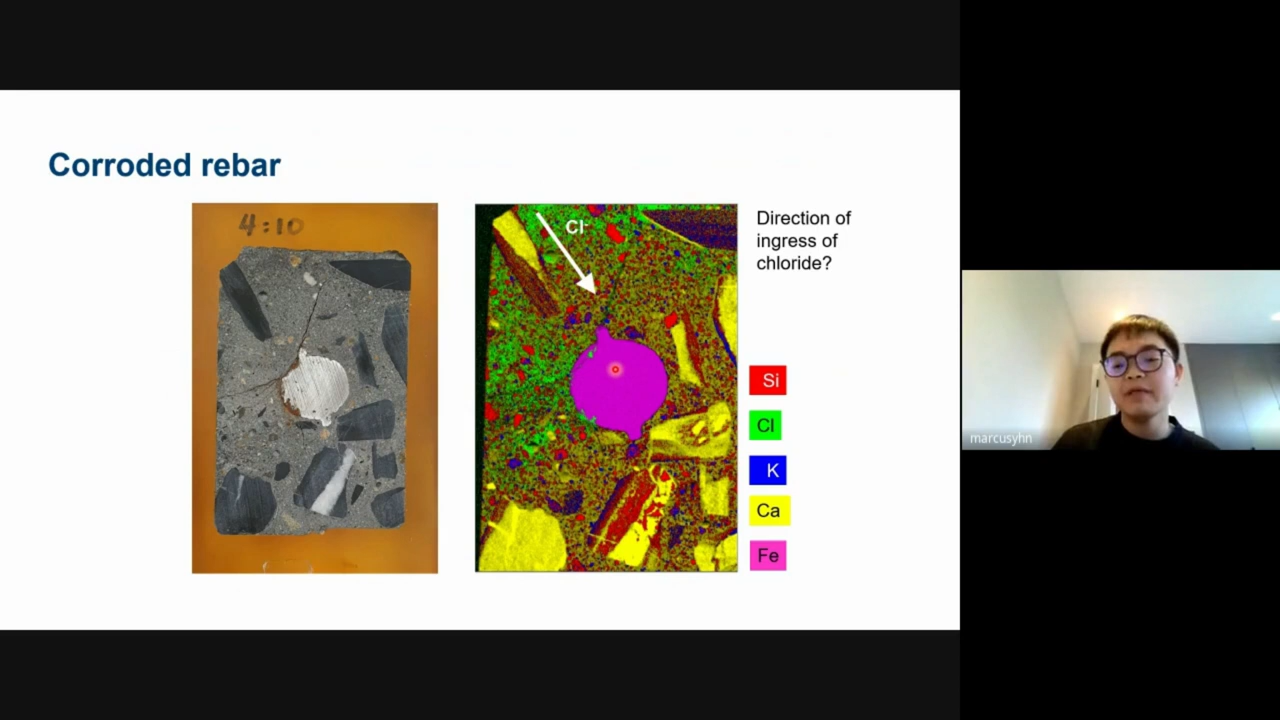 Corroded rebar
4:10
Cl-
Direction of
ingress of
chloride?
Si
Cl
K
Ca
Fe
marcusyhn